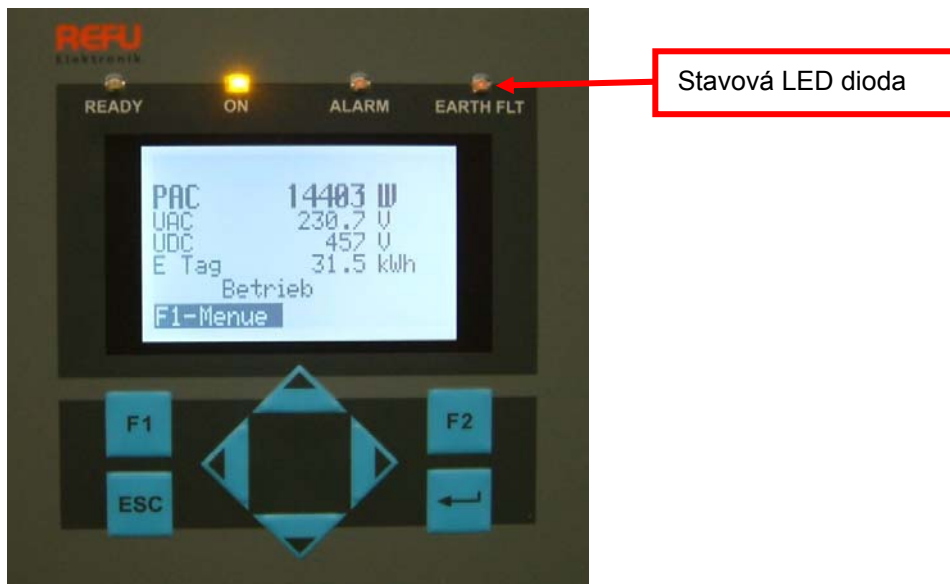 REFU
Elektronik
READY ON ALARM EARTH FLT
Stavová LED dioda
PAC 14403 W
UAC 230.7 V
UDC 457 V
E Tag 31.5 kWh
Betrieb
F1-Menue
F1 F2
ESC